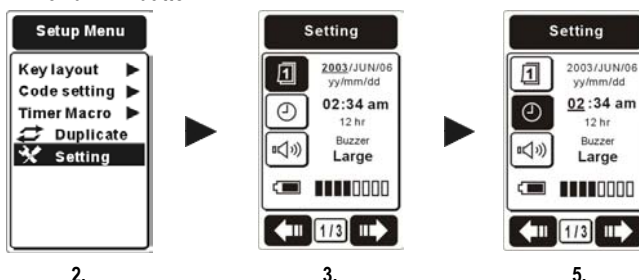 Setup Menu
Key layout
Code setting
Timer Macro
Duplicate
Setting
2.
Setting
1
2003/JUN/06
yy/mm/dd
02:34 am
12 hr
Buzzer
Large
1/3
3.
Setting
1
2003/JUN/06
yy/mm/dd
02:34 am
12 hr
Buzzer
Large
1/3
5.